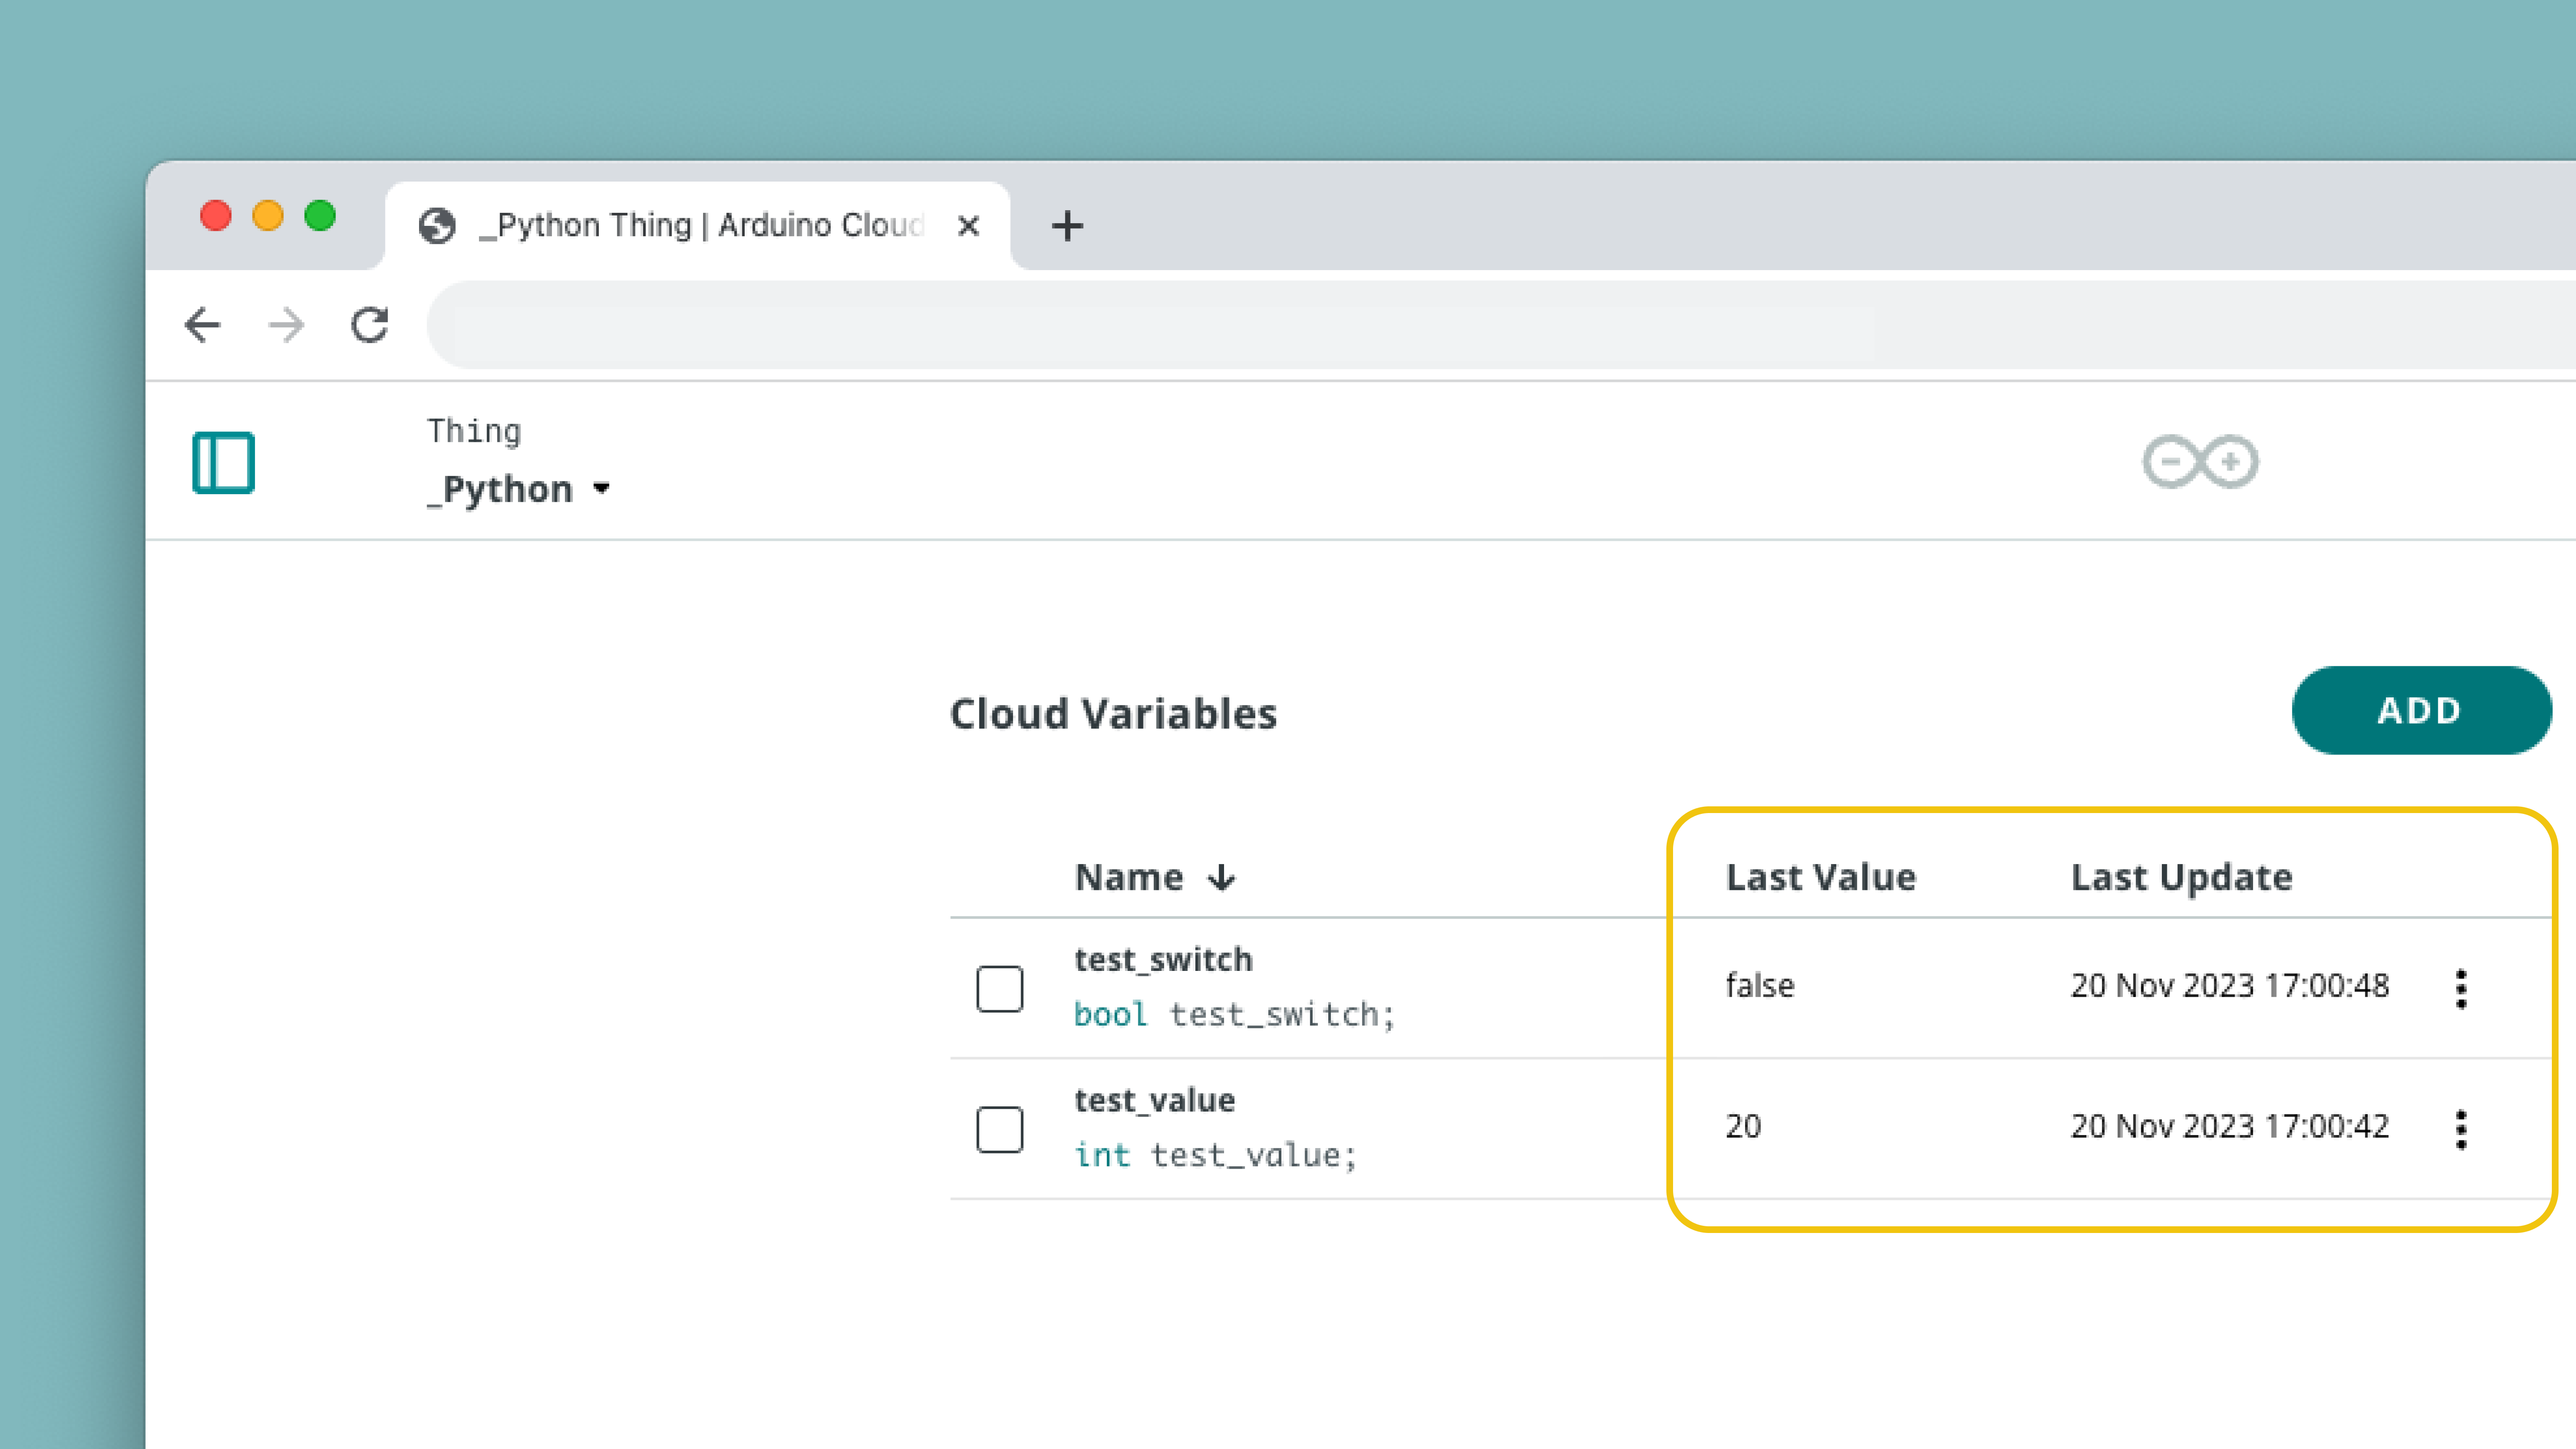 _Python Thing | Arduino Cloud
Thing
_Python
Cloud Variables
ADD
Name Last Value Last Update
test_switch
bool test_switch;
false 20 Nov 2023 17:00:48
test_value
int test_value;
20 20 Nov 2023 17:00:42